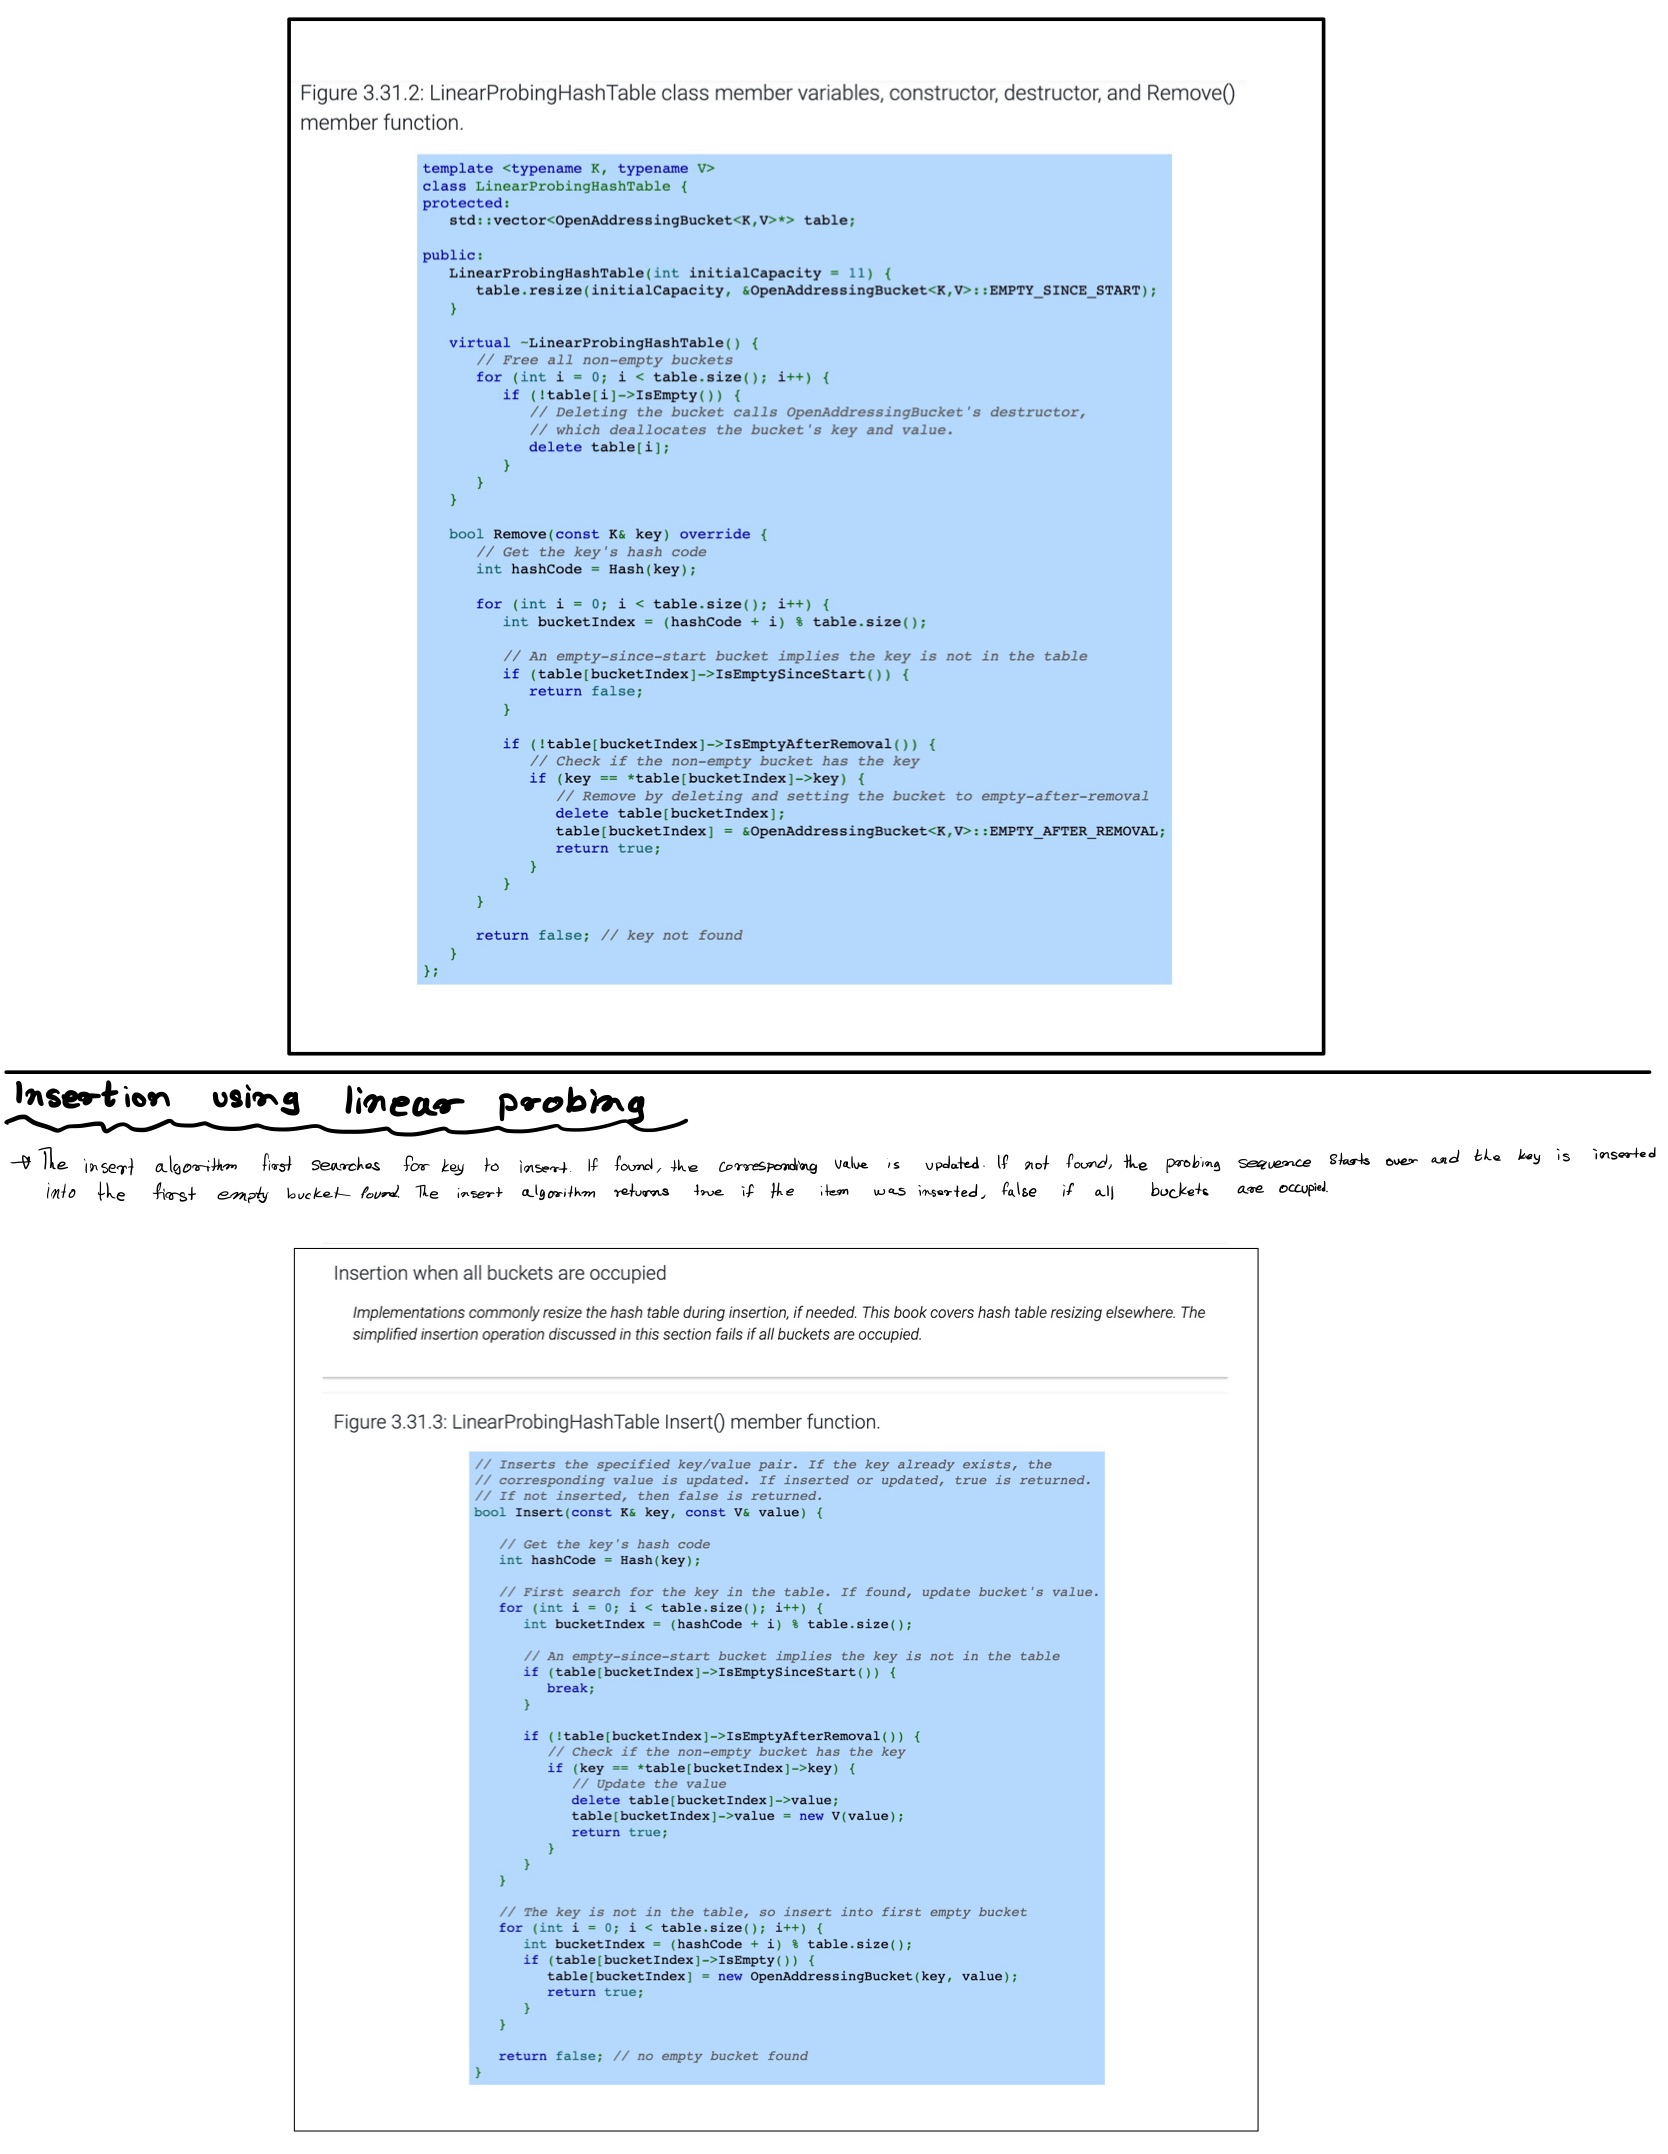 Figure 3.31.2: LinearProbingHashTable class member variables, constructor, destructor, and Remove()
member function.
template <typename K, typename V>
class LinearProbingHashTable {
protected:
   std::vector<OpenAddressingBucket<K,V>*> table;
public:
   LinearProbingHashTable(int initialCapacity = 11) {
      table.resize(initialCapacity, &OpenAddressingBucket<K,V>::EMPTY_SINCE_START);
   }
   virtual ~LinearProbingHashTable() {
      // Free all non-empty buckets
      for (int i = 0; i < table.size(); i++) {
         if (!table[i]->IsEmpty()) {
            // Deleting the bucket calls OpenAddressingBucket's destructor,
            // which deallocates the bucket's key and value.
            delete table[i];
         }
      }
   }
   bool Remove(const K& key) override {
      // Get the key's hash code
      int hashCode = Hash(key);
      for (int i = 0; i < table.size(); i++) {
         int bucketIndex = (hashCode + i) % table.size();
         // An empty-since-start bucket implies the key is not in the table
         if (table[bucketIndex]->IsEmptySinceStart()) {
            return false;
         }
         if (!table[bucketIndex]->IsEmptyAfterRemoval()) {
            // Check if the non-empty bucket has the key
            if (key == *table[bucketIndex]->key) {
               // Remove by deleting and setting the bucket to empty-after-removal
               delete table[bucketIndex];
               table[bucketIndex] = &OpenAddressingBucket<K,V>::EMPTY_AFTER_REMOVAL;
               return true;
            }
         }
      }
      return false; // key not found
   }
};
Insertion using linear probing
The insert algorithm first searches for key to insert. If found, the corresponding value is updated. If not found, the probing sequence starts over and the key is inserted
into the first empty bucket found. The insert algorithm returns true if the item was inserted, false if all buckets are occupied.
Insertion when all buckets are occupied
Implementations commonly resize the hash table during insertion, if needed. This book covers hash table resizing elsewhere. The
simplified insertion operation discussed in this section fails if all buckets are occupied.
Figure 3.31.3: LinearProbingHashTable Insert() member function.
// Inserts the specified key/value pair. If the key already exists, the
// corresponding value is updated. If inserted or updated, true is returned.
// If not inserted, then false is returned.
bool Insert(const K& key, const V& value) {
   // Get the key's hash code
   int hashCode = Hash(key);
   // First search for the key in the table. If found, update bucket's value.
   for (int i = 0; i < table.size(); i++) {
      int bucketIndex = (hashCode + i) % table.size();
      // An empty-since-start bucket implies the key is not in the table
      if (table[bucketIndex]->IsEmptySinceStart()) {
         break;
      }
      if (!table[bucketIndex]->IsEmptyAfterRemoval()) {
         // Check if the non-empty bucket has the key
         if (key == *table[bucketIndex]->key) {
            // Update the value
            delete table[bucketIndex]->value;
            table[bucketIndex]->value = new V(value);
            return true;
         }
      }
   }
   // The key is not in the table, so insert into first empty bucket
   for (int i = 0; i < table.size(); i++) {
      int bucketIndex = (hashCode + i) % table.size();
      if (table[bucketIndex]->IsEmpty()) {
         table[bucketIndex] = new OpenAddressingBucket(key, value);
         return true;
      }
   }
   return false; // no empty bucket found
}